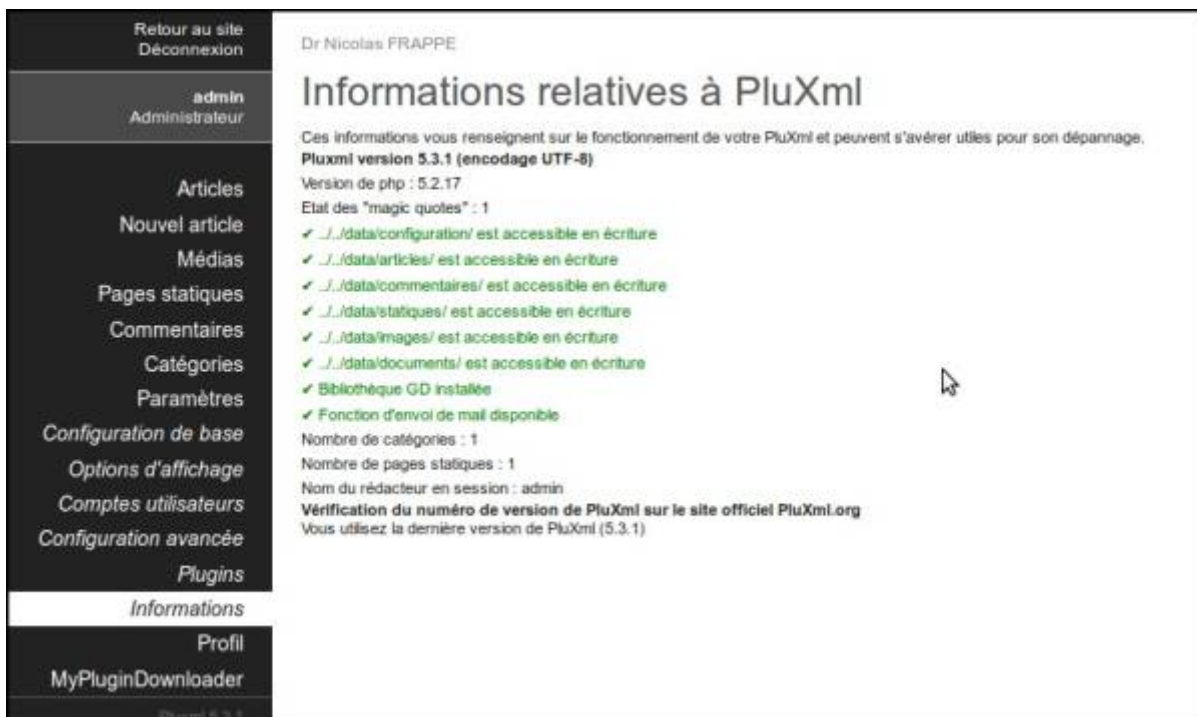 Retour au site
Déconnexion
admin
Administrateur
Articles
Nouvel article
Médias
Pages statiques
Commentaires
Catégories
Paramètres
Configuration de base
Options d'affichage
Comptes utilisateurs
Configuration avancée
Plugins
Informations
Profil
MyPluginDownloader
Pluxml 5.3.1
Dr Nicolas FRAPPE
Informations relatives à PluXml
Ces informations vous renseignent sur le fonctionnement de votre PluXml et peuvent s'avérer utiles pour son dépannage.
Pluxml version 5.3.1 (encodage UTF-8)
Version de php : 5.2.17
Etat des "magic quotes" : 1
✔ ../../data/configuration/ est accessible en écriture
✔ ../../data/articles/ est accessible en écriture
✔ ../../data/commentaires/ est accessible en écriture
✔ ../../data/statiques/ est accessible en écriture
✔ ../../data/images/ est accessible en écriture
✔ ../../data/documents/ est accessible en écriture
✔ Bibliothèque GD installée
✔ Fonction d'envoi de mail disponible
Nombre de catégories : 1
Nombre de pages statiques : 1
Nom du rédacteur en session : admin
Vérification du numéro de version de PluXml sur le site officiel PluXml.org
Vous utilisez la dernière version de PluXml (5.3.1)